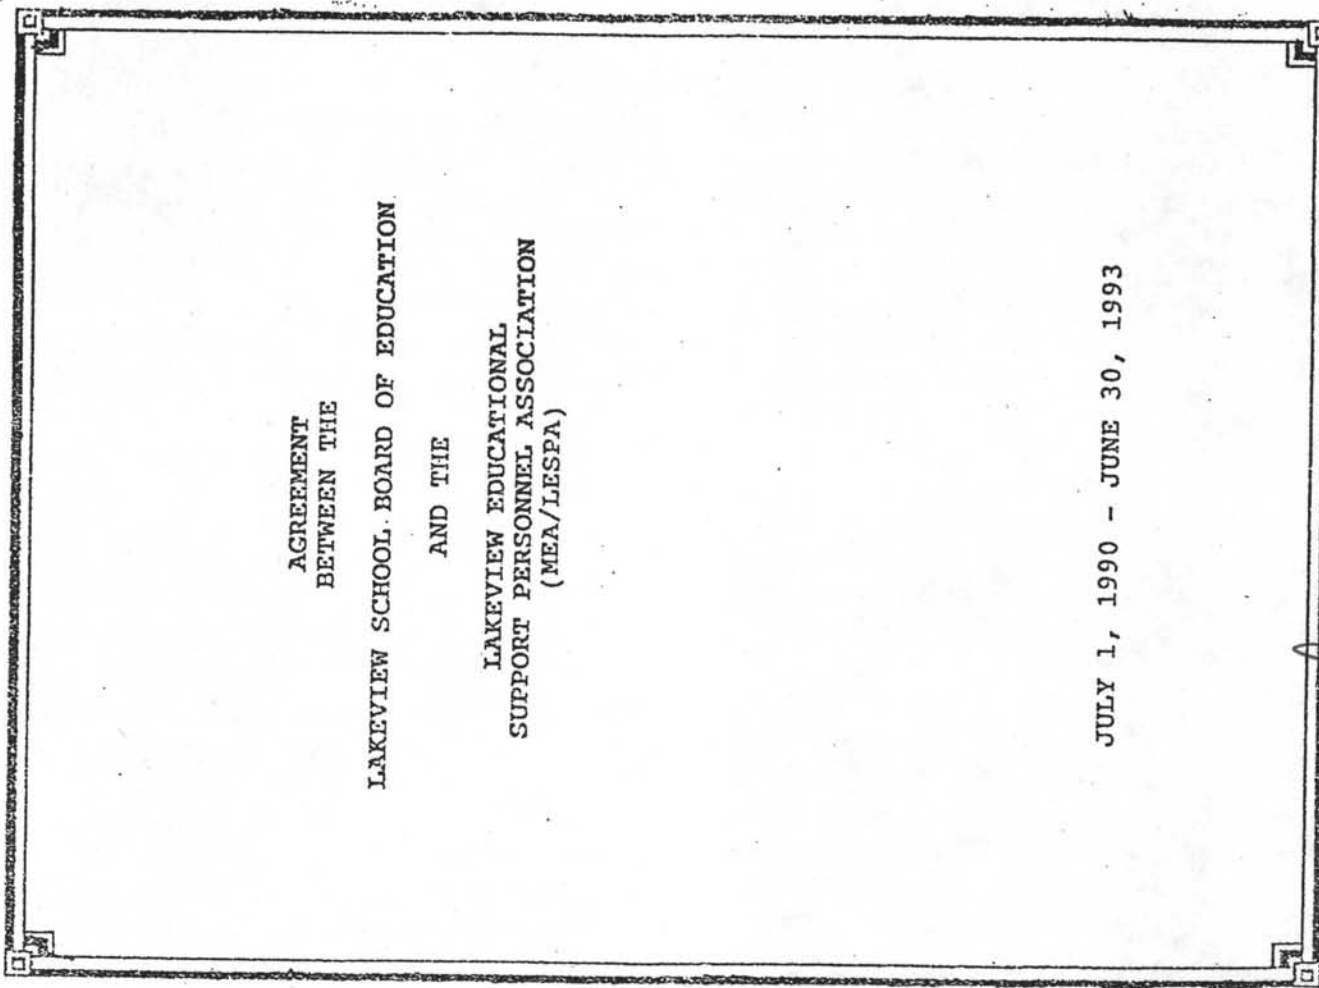 AGREEMENT
BETWEEN THE
LAKEVIEW SCHOOL BOARD OF EDUCATION
AND THE
LAKEVIEW EDUCATIONAL
SUPPORT PERSONNEL ASSOCIATION
(MEA/LESPA)
JULY 1, 1990 - JUNE 30, 1993